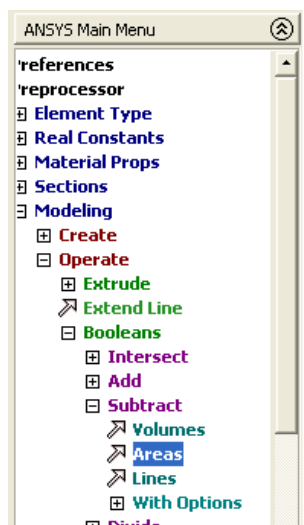 ANSYS Main Menu
'references
'reprocessor
Element Type
Real Constants
Material Props
Sections
Modeling
Create
Operate
Extrude
Extend Line
Booleans
Intersect
Add
Subtract
Volumes
Areas
Lines
With Options
Divide